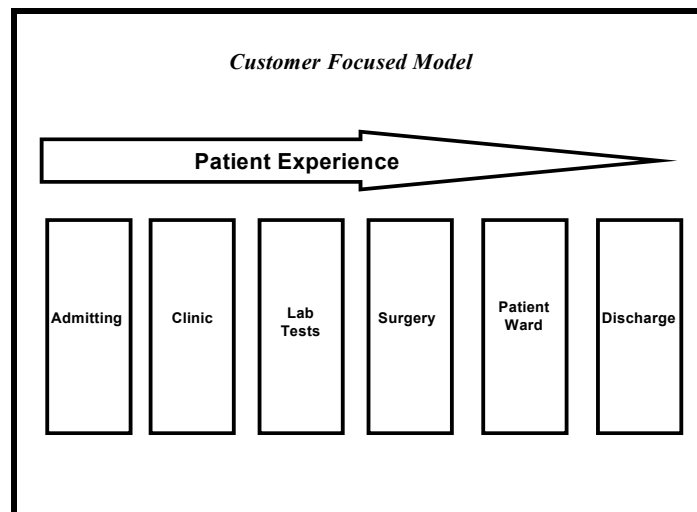 Customer Focused Model
Patient Experience
Admitting
Clinic
Lab
Tests
Surgery
Patient
Ward
Discharge